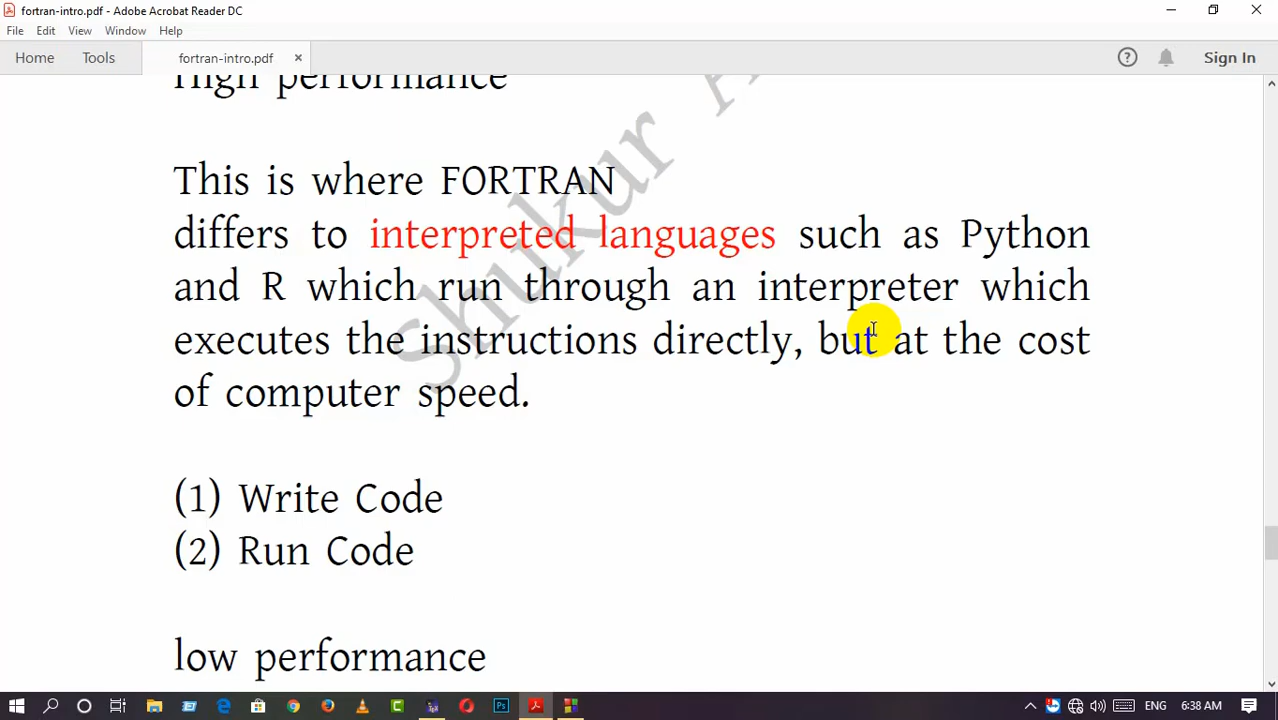 fortran-intro.pdf - Adobe Acrobat Reader DC
File Edit View Window Help
Home Tools fortran-intro.pdf × ? Sign In
High performance
This is where FORTRAN
differs to interpreted languages such as Python
and R which run through an interpreter which
executes the instructions directly, but at the cost
of computer speed.
(1) Write Code
(2) Run Code
low performance
Shukur
ENG 6:38 AM